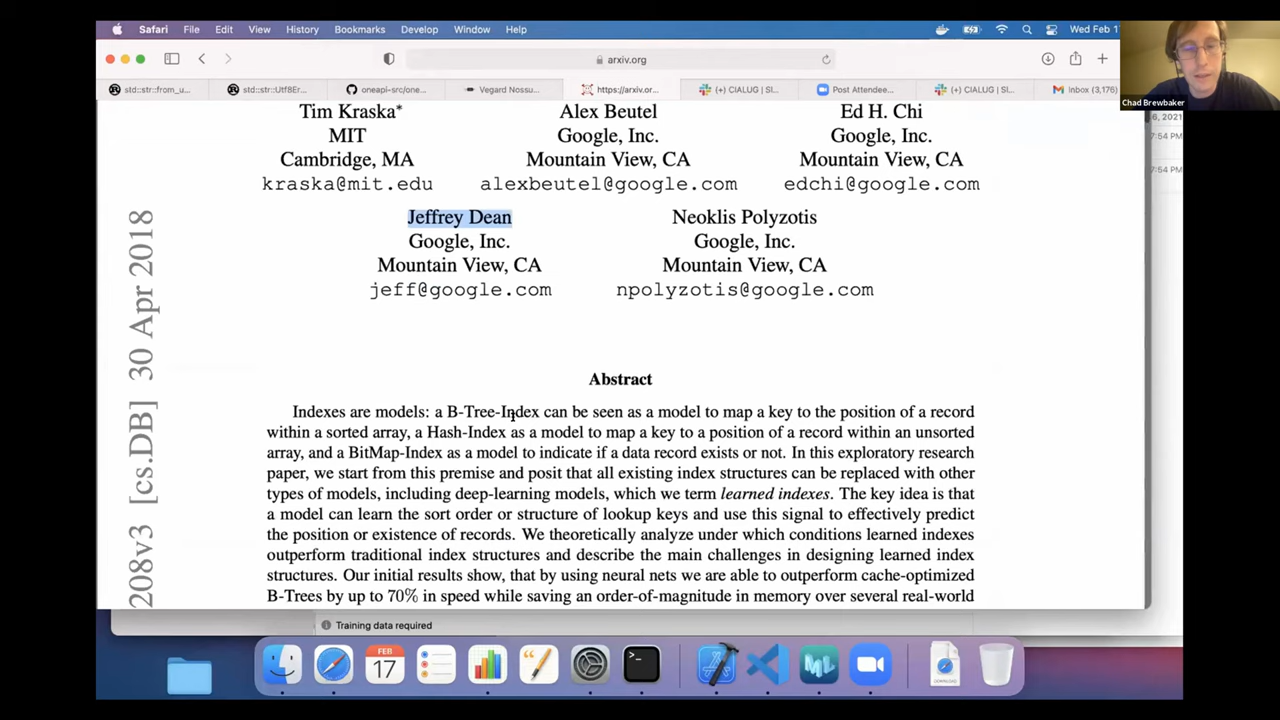 Safari File Edit View History Bookmarks Develop Window Help Wed Feb 1
arxiv.org
std::str::from_u... std::str::Utf8Er... oneapi-src/one... Vegard Nossu... https://arxiv.or... (+) CIALUG | Sl... Post Attendee... (+) CIALUG | Sl... Inbox (3,176)
Chad Brewbaker
6, 2021
7:54 PM
7:54 PM
Tim Kraska* Alex Beutel Ed H. Chi
MIT Google, Inc. Google, Inc.
Cambridge, MA Mountain View, CA Mountain View, CA
kraska@mit.edu alexbeutel@google.com edchi@google.com
Jeffrey Dean Neoklis Polyzotis
Google, Inc. Google, Inc.
Mountain View, CA Mountain View, CA
jeff@google.com npolyzotis@google.com
208v3 [cs.DB] 30 Apr 2018
Abstract
Indexes are models: a B-Tree-Index can be seen as a model to map a key to the position of a record
within a sorted array, a Hash-Index as a model to map a key to a position of a record within an unsorted
array, and a BitMap-Index as a model to indicate if a data record exists or not. In this exploratory research
paper, we start from this premise and posit that all existing index structures can be replaced with other
types of models, including deep-learning models, which we term learned indexes. The key idea is that
a model can learn the sort order or structure of lookup keys and use this signal to effectively predict
the position or existence of records. We theoretically analyze under which conditions learned indexes
outperform traditional index structures and describe the main challenges in designing learned index
structures. Our initial results show, that by using neural nets we are able to outperform cache-optimized
B-Trees by up to 70% in speed while saving an order-of-magnitude in memory over several real-world
Training data required
FEB
17
ML
DOWNLOAD